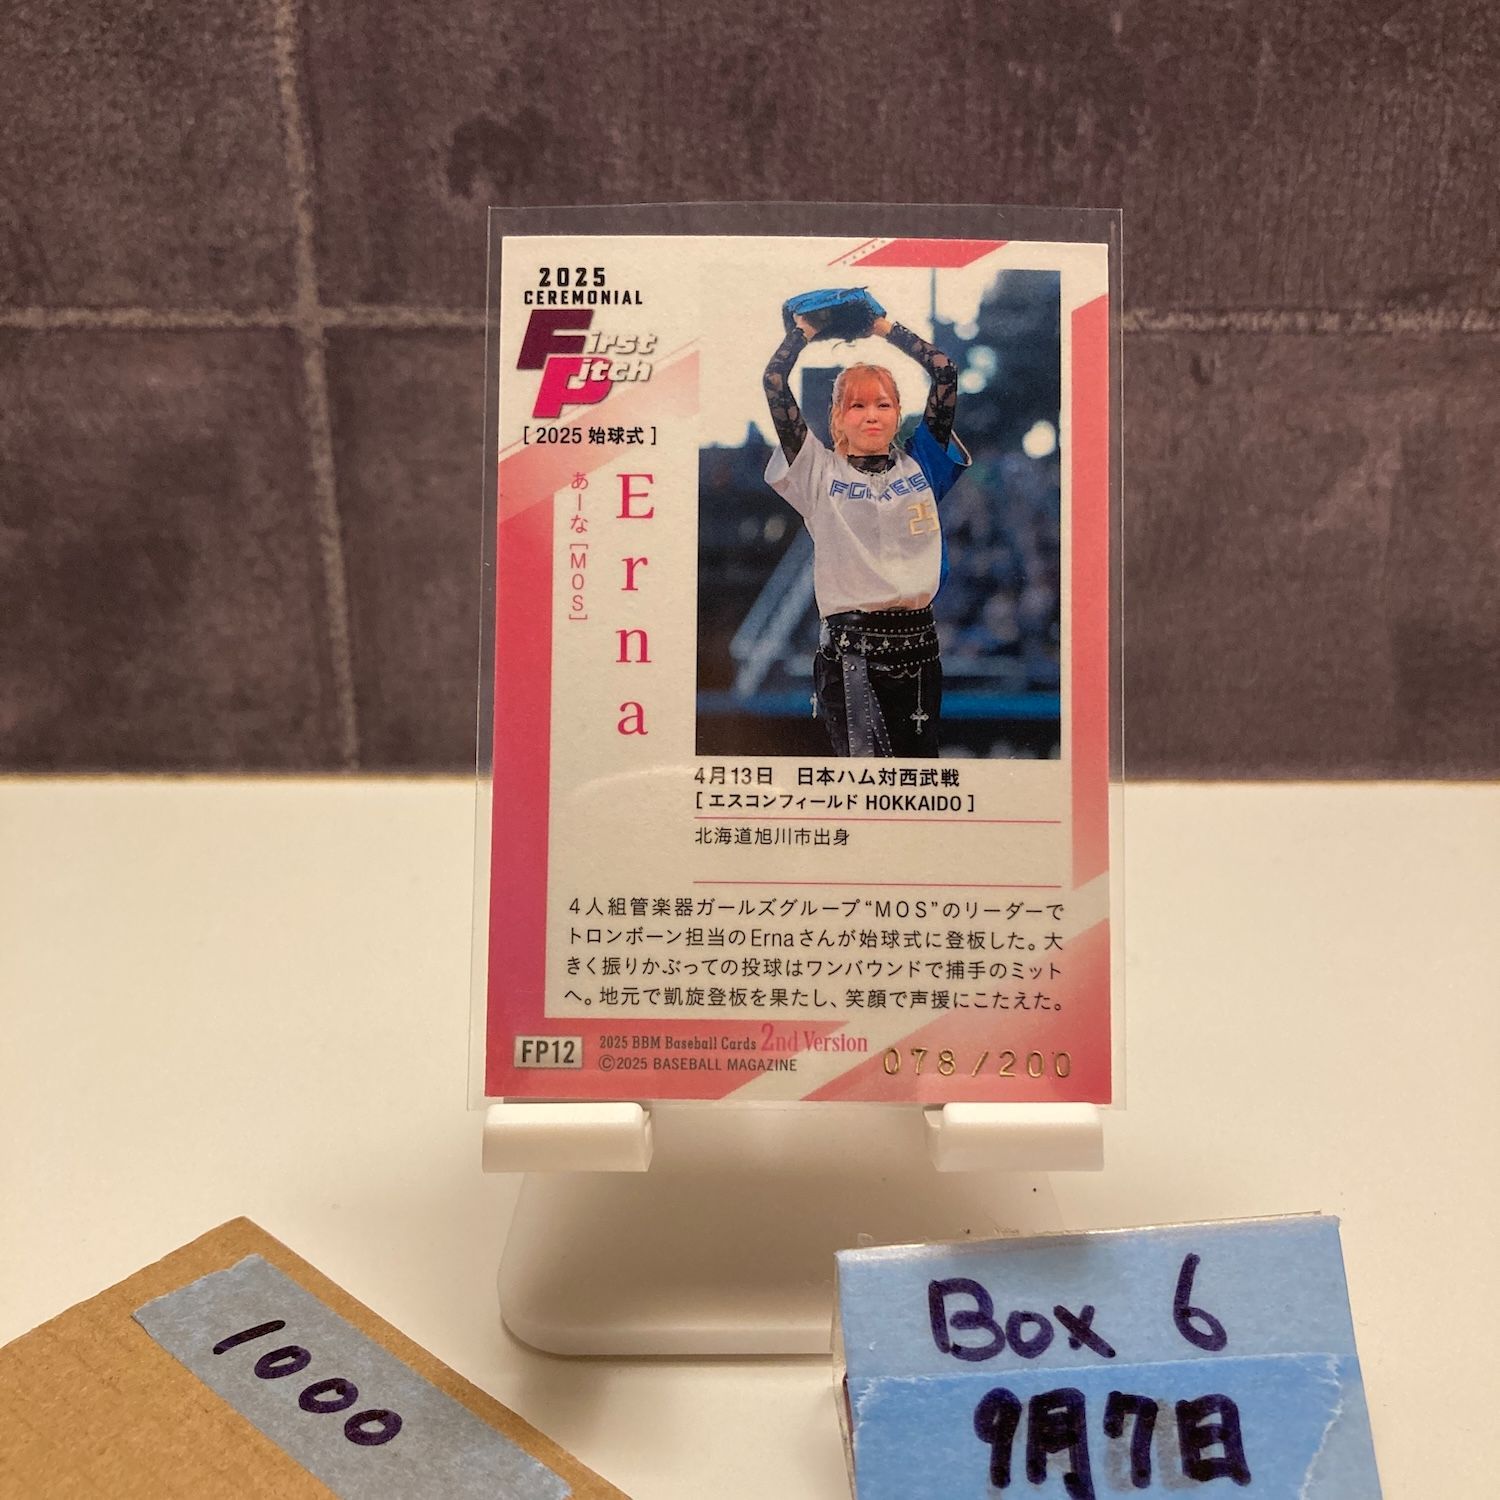 2025
CEREMONIAL
First
Pitch
[ 2025 始球式 ]
Erna
あーな [MOS]
FIGHTERS
25
4月13日　日本ハム対西武戦
[ エスコンフィールド HOKKAIDO ]
北海道旭川市出身
4人組管楽器ガールズグループ“MOS”のリーダーで
トロンボーン担当のErnaさんが始球式に登板した。大
きく振りかぶっての投球はワンバウンドで捕手のミット
へ。地元で凱旋登板を果たし、笑顔で声援にこたえた。
FP12
2025 BBM Baseball Cards 2nd Version
©2025 BASEBALL MAGAZINE
078/200
1000
Box 6
9月7日